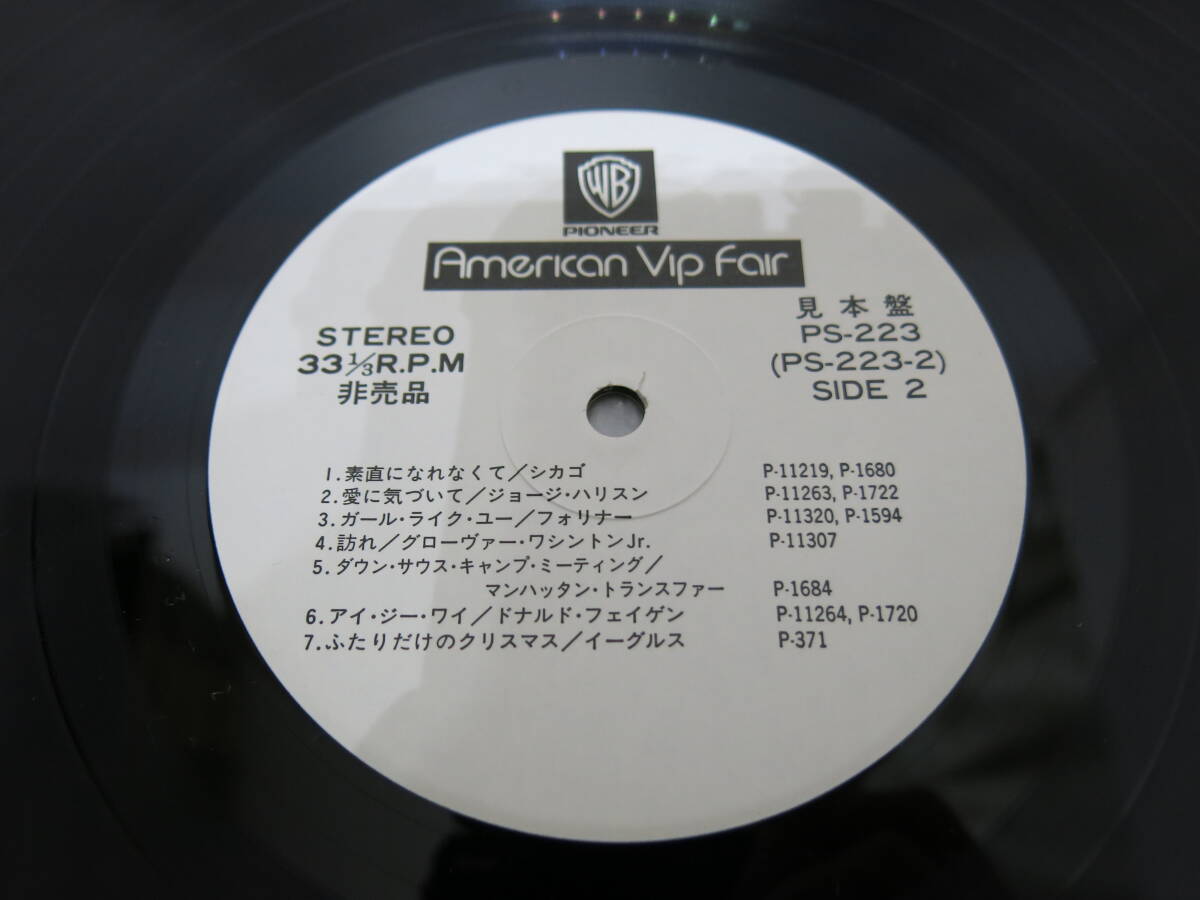 WB
PIONEER
American Vip Fair
STEREO
33 1/3 R.P.M
非売品
見本盤
PS-223
(PS-223-2)
SIDE 2
1.素直になれなくて/シカゴ P-11219, P-1680
2.愛に気づいて/ジョージ・ハリスン P-11263, P-1722
3.ガール・ライク・ユー/フォリナー P-11320, P-1594
4.訪れ/グローヴァー・ワシントンJr. P-11307
5.ダウン・サウス・キャンプ・ミーティング/
マンハッタン・トランスファー P-1684
6.アイ・ジー・ワイ/ドナルド・フェイゲン P-11264, P-1720
7.ふたりだけのクリスマス/イーグルス P-371